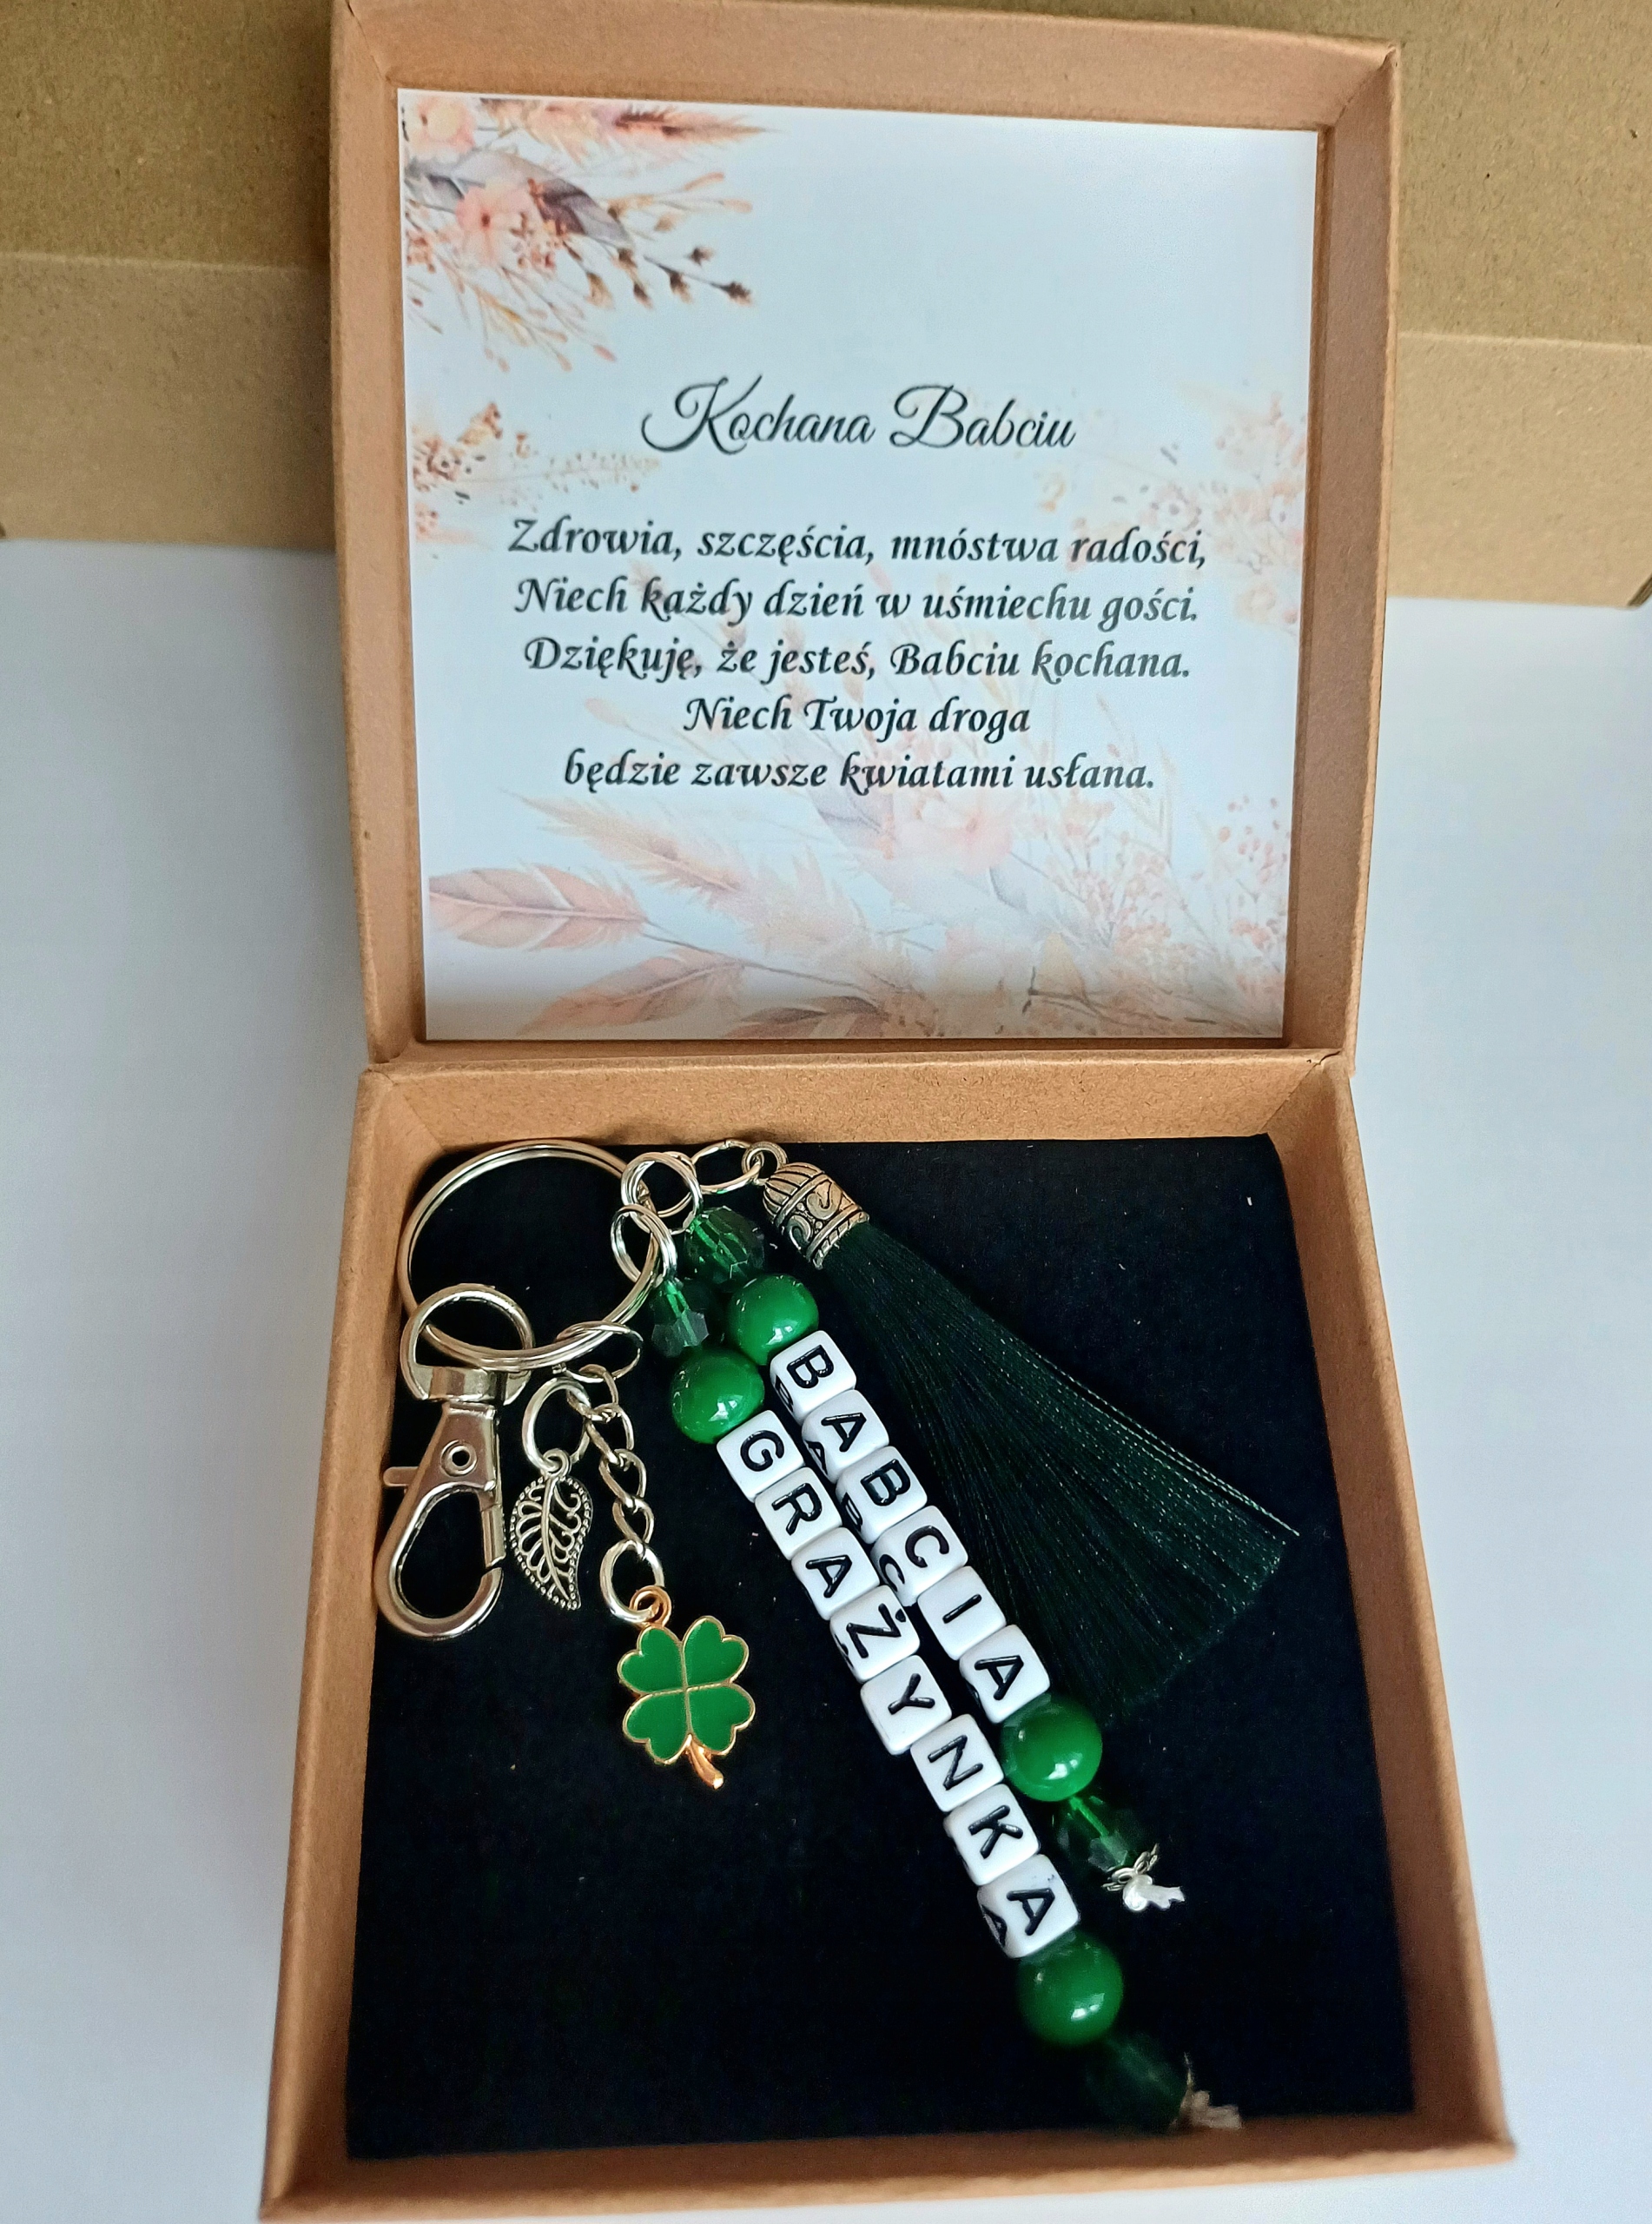 Kochana Babciu
Zdrowia, szczęścia, mnóstwa radości,
Niech każdy dzień w uśmiechu gości.
Dziękuję, że jesteś, Babciu kochana.
Niech Twoja droga
będzie zawsze kwiatami usłana.
BABCIA
GRAŻYNKA